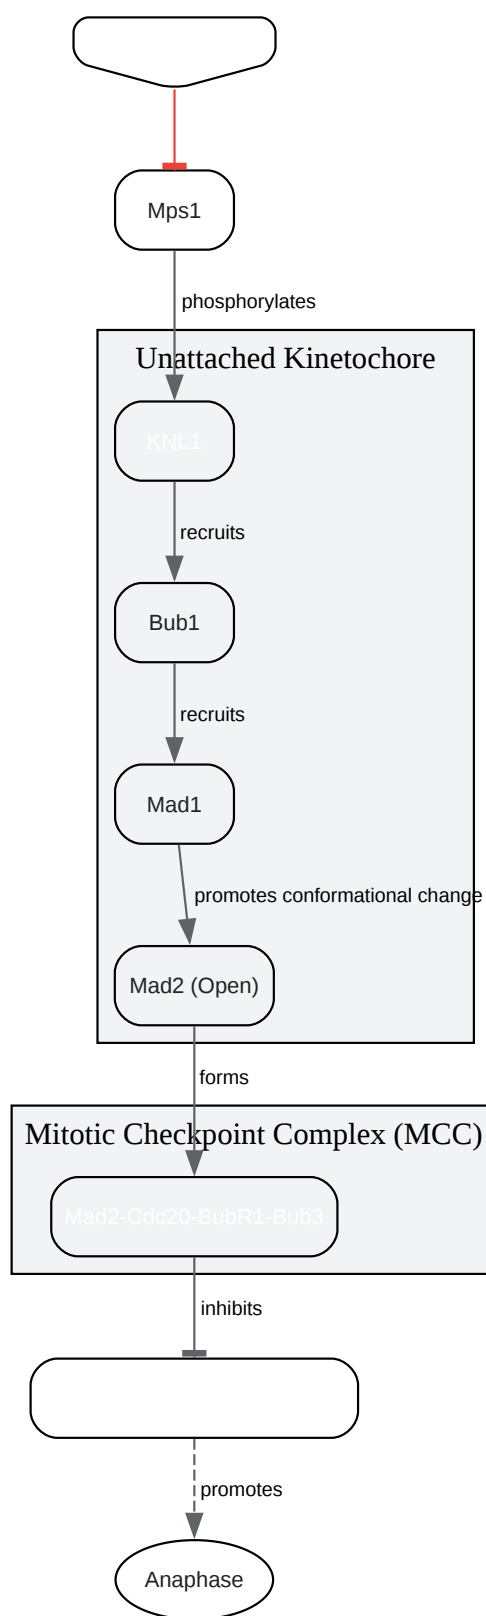 Mps1
phosphorylates
Unattached Kinetochore
KNL1
recruits
Bub1
recruits
Mad1
promotes conformational change
Mad2 (Open)
forms
Mitotic Checkpoint Complex (MCC)
Mad2-Cdc20-BubR1-Bub3
inhibits
promotes
Anaphase